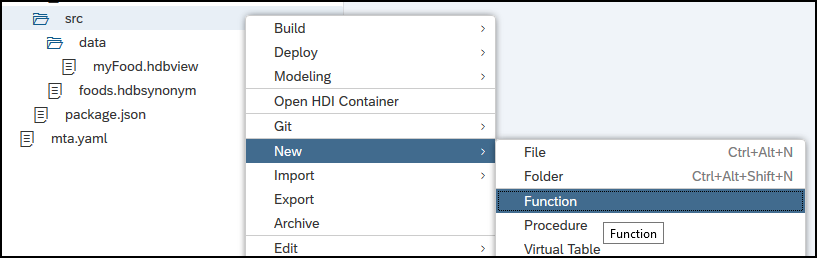 src
data
myFood.hdbview
foods.hdbsynonym
package.json
mta.yaml
Build
Deploy
Modeling
Open HDI Container
Git
New
Import
Export
Archive
Edit
File Ctrl+Alt+N
Folder Ctrl+Alt+Shift+N
Function
Procedure
Function
Virtual Table